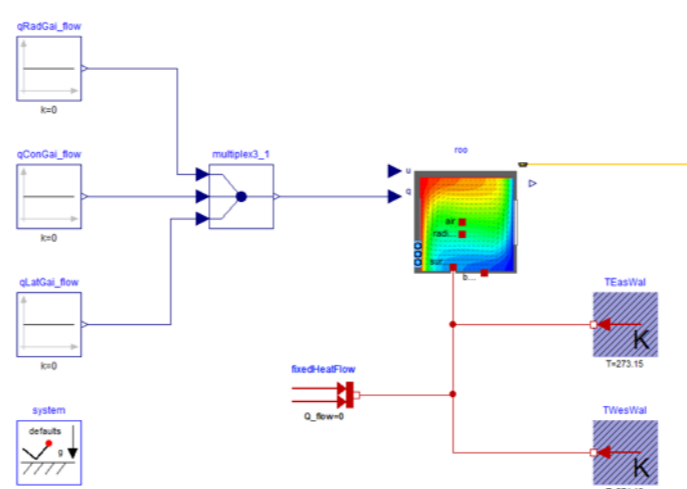 qRadGai_flow
k=0
qConGai_flow
k=0
multiplex3_1
roo
u
q
air
radi...
sur...
b...
qLatGai_flow
k=0
TEasWal
K
T=273.15
fixedHeatFlow
Q_flow=0
system
defaults
g
TWesWal
K